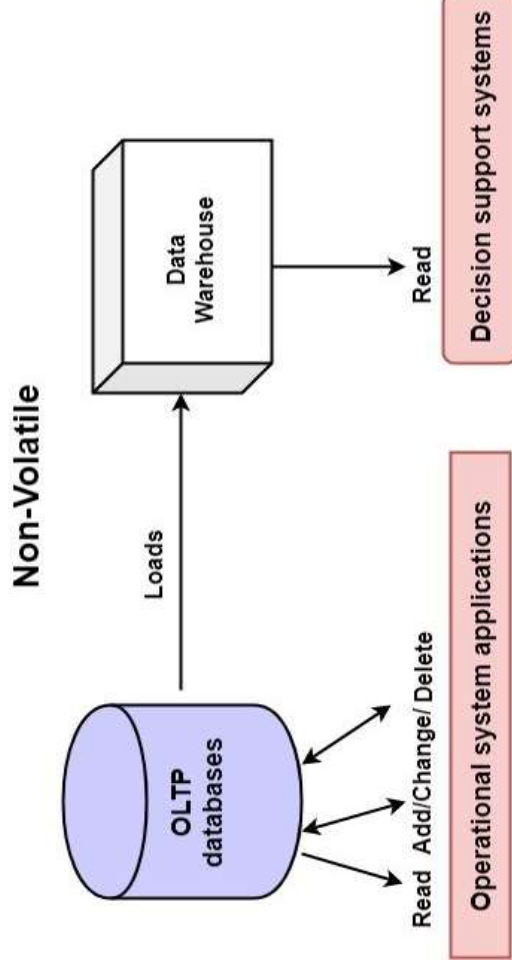 Non-Volatile
OLTP
databases
Loads
Data
Warehouse
Read Add/Change/ Delete
Read
Operational system applications
Decision support systems